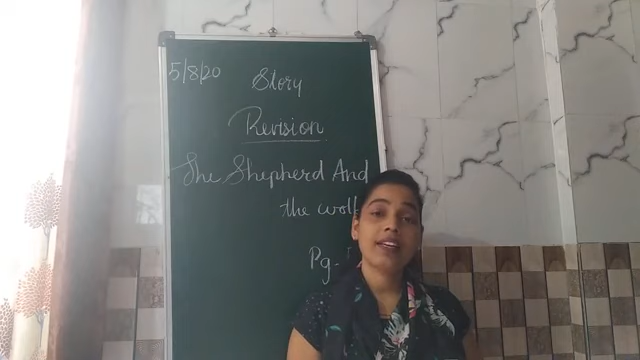 5/8/20
Story
Revision
The Shepherd And
the wolf
Pg-